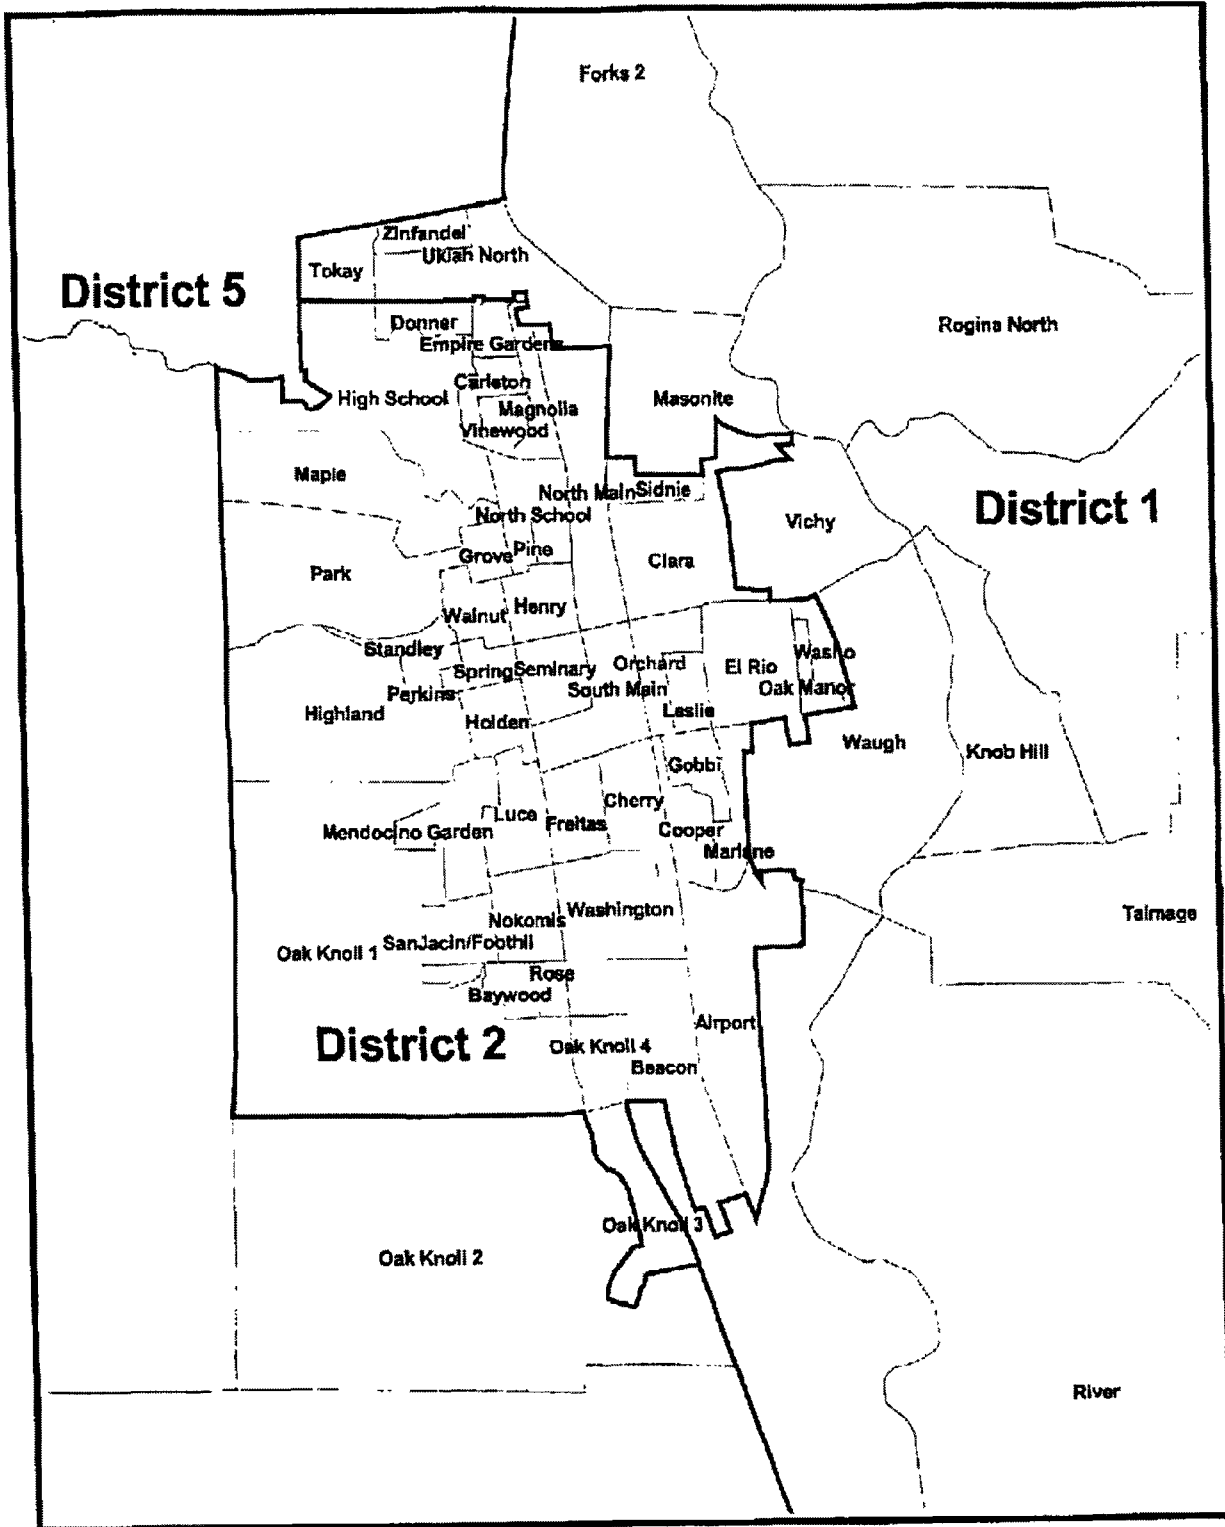 Forks 2
Zinfandel
Ukiah North
Tokay
District 5
Donner
Empire Gardens
Rogina North
Carleton
High School
Magnolia
Masonite
Vinewood
Maple
North Main
Sidnie
North School
District 1
Vichy
Grove
Pine
Clara
Park
Walnut
Henry
Standley
Spring
Seminary
Orchard
El Rio
Washo
Perkins
South Main
Oak Manor
Highland
Holden
Leslie
Waugh
Knob Hill
Gobbi
Cherry
Luce
Freitas
Mendocino Garden
Cooper
Marlene
Nokomis
Washington
Talmage
Oak Knoll 1
SanJacin/Foothil
Rose
Baywood
Airport
District 2
Oak Knoll 4
Beacon
Oak Knoll 3
Oak Knoll 2
River